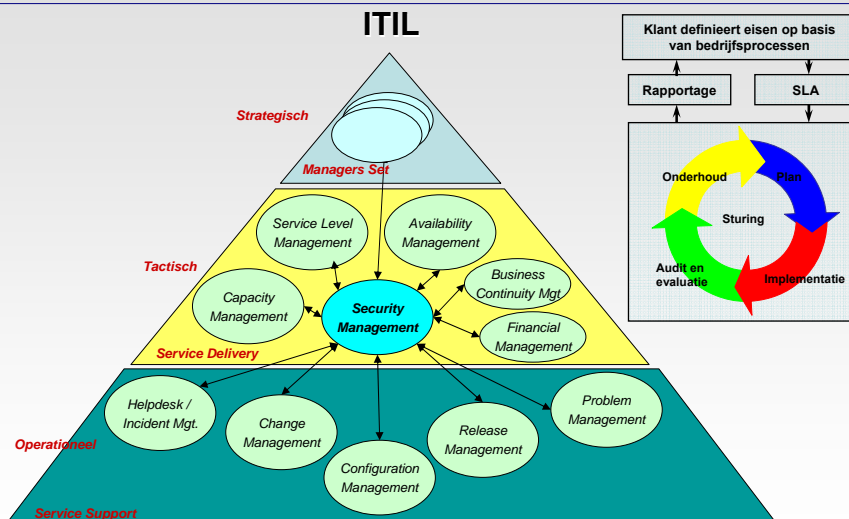 ITIL
Klant definieert eisen op basis
van bedrijfsprocessen
Rapportage
SLA
Onderhoud
Plan
Sturing
Audit en
evaluatie
Implementatie
Strategisch
Managers Set
Tactisch
Service Level
Management
Availability
Management
Capacity
Management
Security
Management
Business
Continuity Mgt
Financial
Management
Service Delivery
Operationeel
Helpdesk /
Incident Mgt.
Change
Management
Configuration
Management
Release
Management
Problem
Management
Service Support